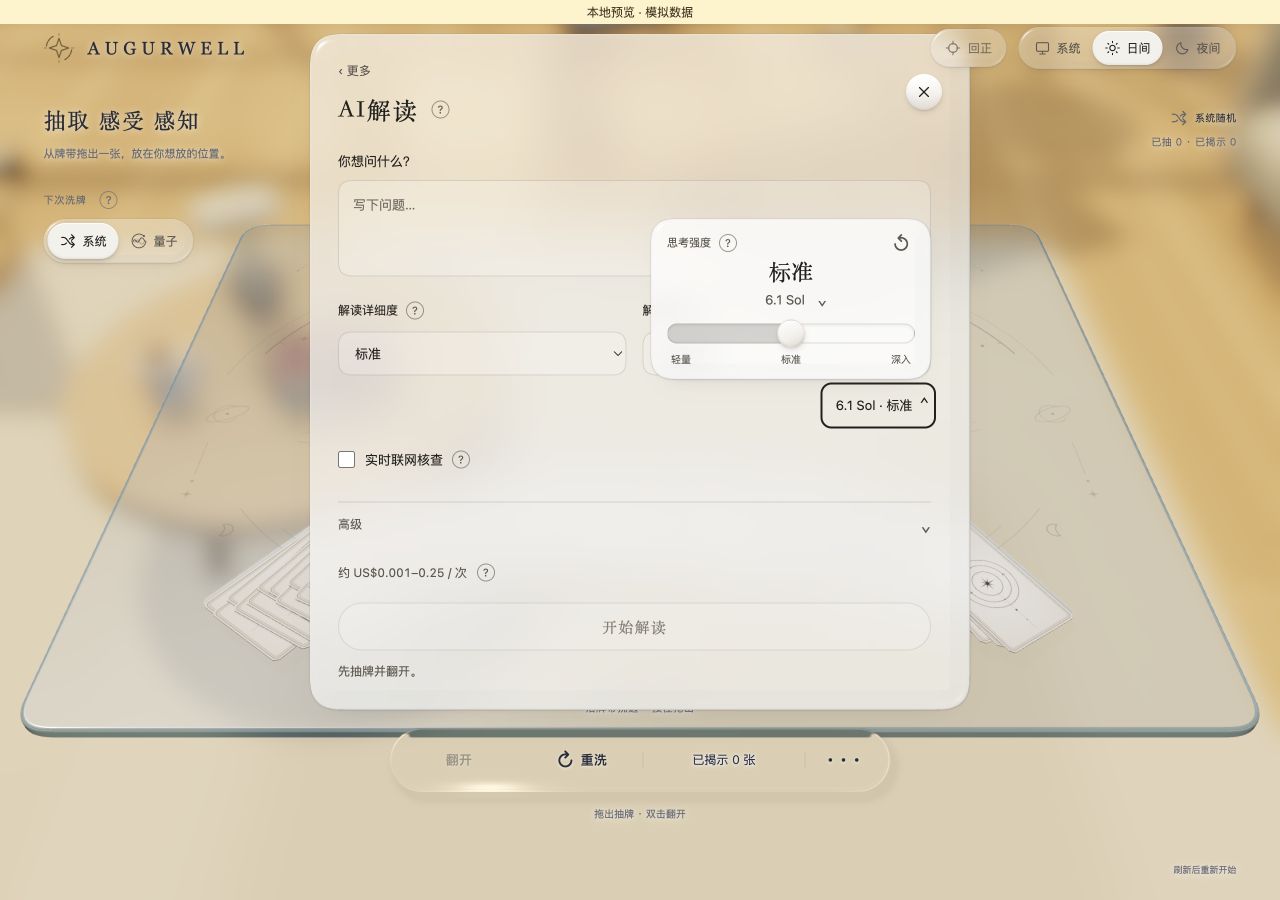 本地预览 · 模拟数据
AUGURWELL
回正
系统
日间
夜间
‹ 更多
AI解读 ?
抽取 感受 感知
从牌带拖出一张，放在你想放的位置。
系统随机
已抽 0 · 已揭示 0
你想问什么?
写下问题...
下次洗牌 ?
系统
量子
思考强度 ?
标准
6.1 Sol
轻量
标准
深入
解读详细度 ?
解
标准
6.1 Sol · 标准
实时联网核查 ?
高级
约 US$0.001–0.25 / 次 ?
开始解读
先抽牌并翻开。
翻开
重洗
已揭示 0 张
拖出抽牌 · 双击翻开
刷新后重新开始